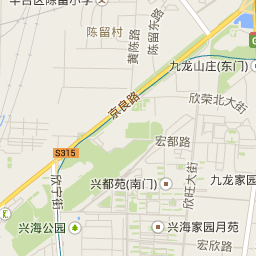 丰台区陈留小学
陈留村
黄陈路
陈留东路
九龙山庄(东门)
京良路
欣荣北大街
S315
宏都路
兴都苑(南门)
欣旺大街
九龙家园
欣宁街
兴海公园
兴海家园月苑
宏欣路